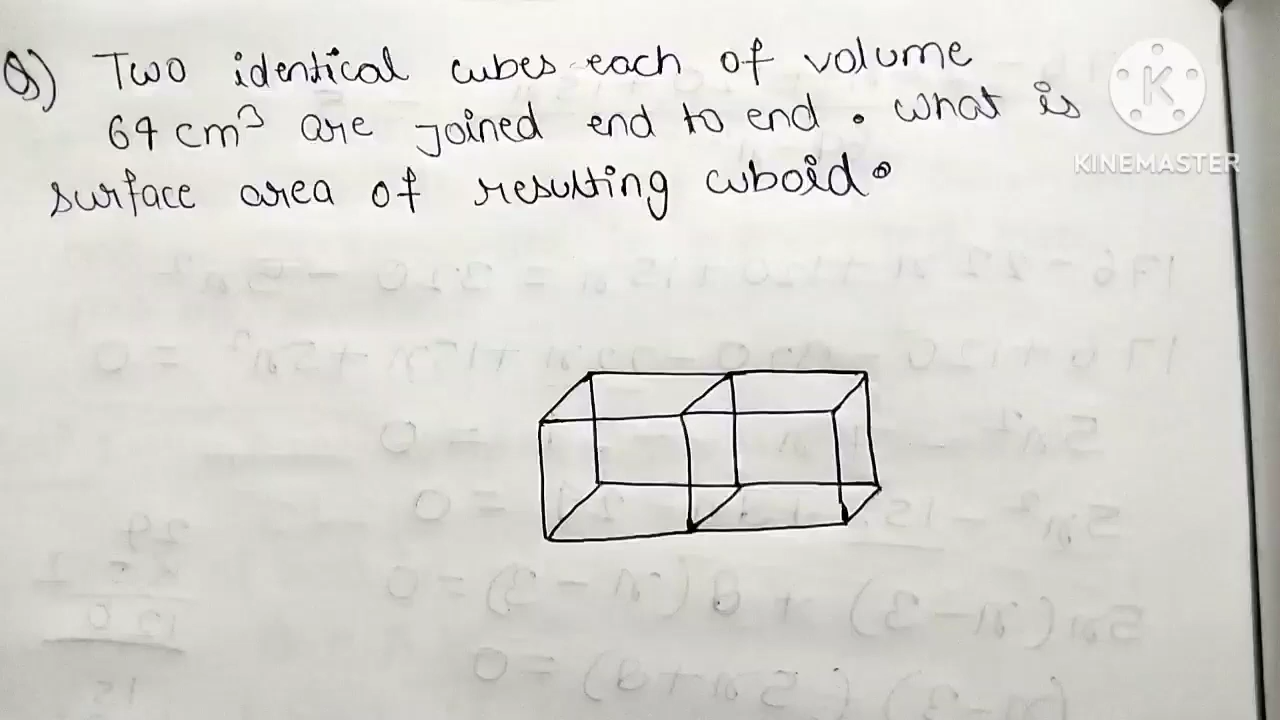 Q) Two identical cubes each of volume
64 cm³ are joined end to end. What is
surface area of resulting cuboid.
K
KINEMASTER